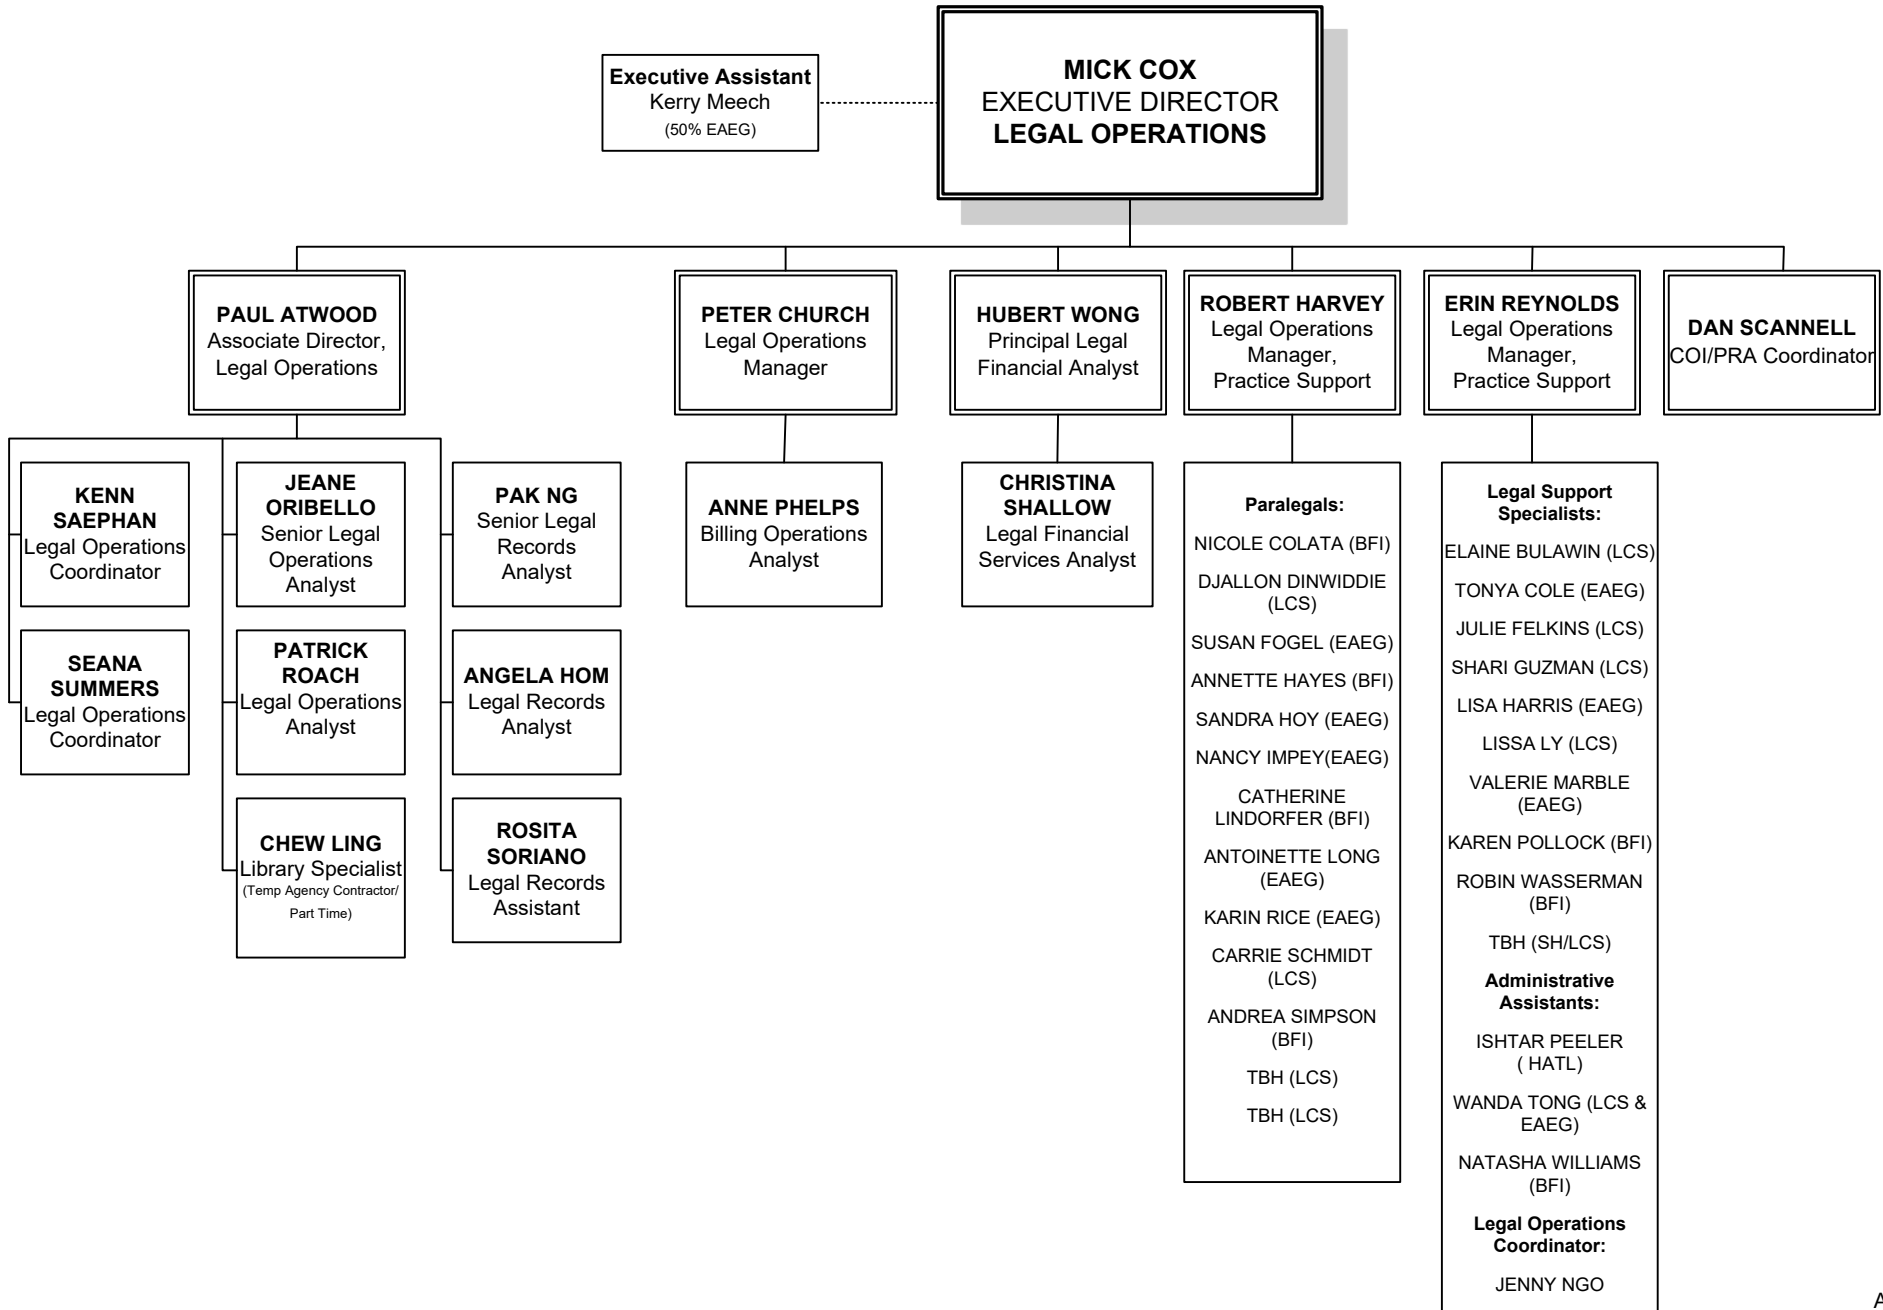 Executive Assistant
Kerry Meech
(50% EAEG)
MICK COX
EXECUTIVE DIRECTOR
LEGAL OPERATIONS
PAUL ATWOOD
Associate Director,
Legal Operations
PETER CHURCH
Legal Operations
Manager
HUBERT WONG
Principal Legal
Financial Analyst
ROBERT HARVEY
Legal Operations
Manager,
Practice Support
ERIN REYNOLDS
Legal Operations
Manager,
Practice Support
DAN SCANNELL
COI/PRA Coordinator
KENN
SAEPHAN
Legal Operations
Coordinator
JEANE
ORIBELLO
Senior Legal
Operations
Analyst
PAK NG
Senior Legal
Records
Analyst
SEANA
SUMMERS
Legal Operations
Coordinator
PATRICK
ROACH
Legal Operations
Analyst
ANGELA HOM
Legal Records
Analyst
CHEW LING
Library Specialist
(Temp Agency Contractor/
Part Time)
ROSITA
SORIANO
Legal Records
Assistant
ANNE PHELPS
Billing Operations
Analyst
CHRISTINA
SHALLOW
Legal Financial
Services Analyst
Paralegals:
NICOLE COLATA (BFI)
DJALLON DINWIDDIE
(LCS)
SUSAN FOGEL (EAEG)
ANNETTE HAYES (BFI)
SANDRA HOY (EAEG)
NANCY IMPEY(EAEG)
CATHERINE
LINDORFER (BFI)
ANTOINETTE LONG
(EAEG)
KARIN RICE (EAEG)
CARRIE SCHMIDT
(LCS)
ANDREA SIMPSON
(BFI)
TBH (LCS)
TBH (LCS)
Legal Support
Specialists:
ELAINE BULAWIN (LCS)
TONYA COLE (EAEG)
JULIE FELKINS (LCS)
SHARI GUZMAN (LCS)
LISA HARRIS (EAEG)
LISSA LY (LCS)
VALERIE MARBLE
(EAEG)
KAREN POLLOCK (BFI)
ROBIN WASSERMAN
(BFI)
TBH (SH/LCS)
Administrative
Assistants:
ISHTAR PEELER
( HATL)
WANDA TONG (LCS &
EAEG)
NATASHA WILLIAMS
(BFI)
Legal Operations
Coordinator:
JENNY NGO
A